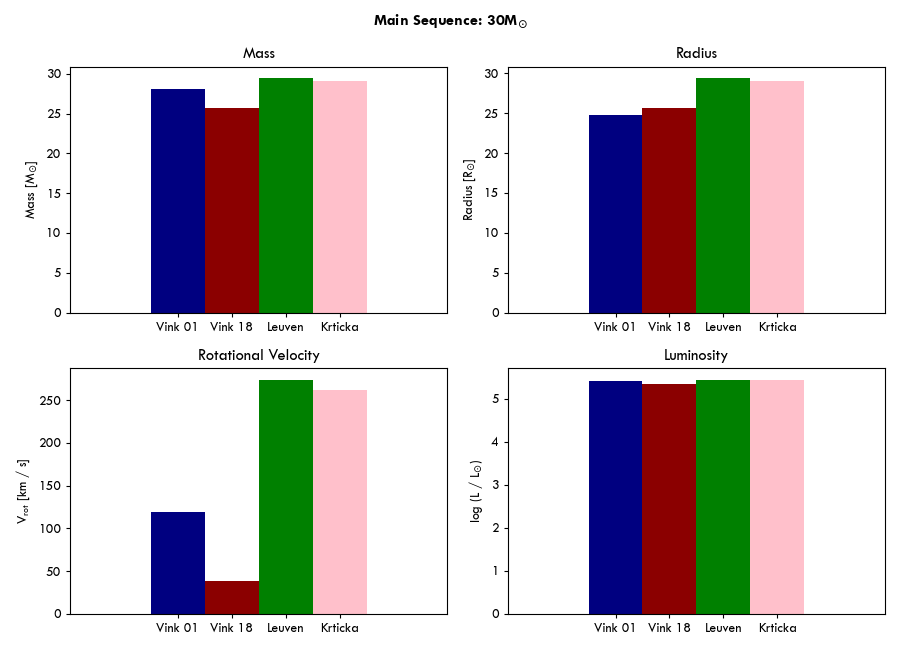 Main Sequence: 30M☉
Mass
Mass [M☉]
30
25
20
15
10
5
0
Vink 01 Vink 18 Leuven Krticka
Radius
Radius [R☉]
30
25
20
15
10
5
0
Vink 01 Vink 18 Leuven Krticka
Rotational Velocity
Vrot [km / s]
250
200
150
100
50
0
Vink 01 Vink 18 Leuven Krticka
Luminosity
log (L / L☉)
5
4
3
2
1
0
Vink 01 Vink 18 Leuven Krticka